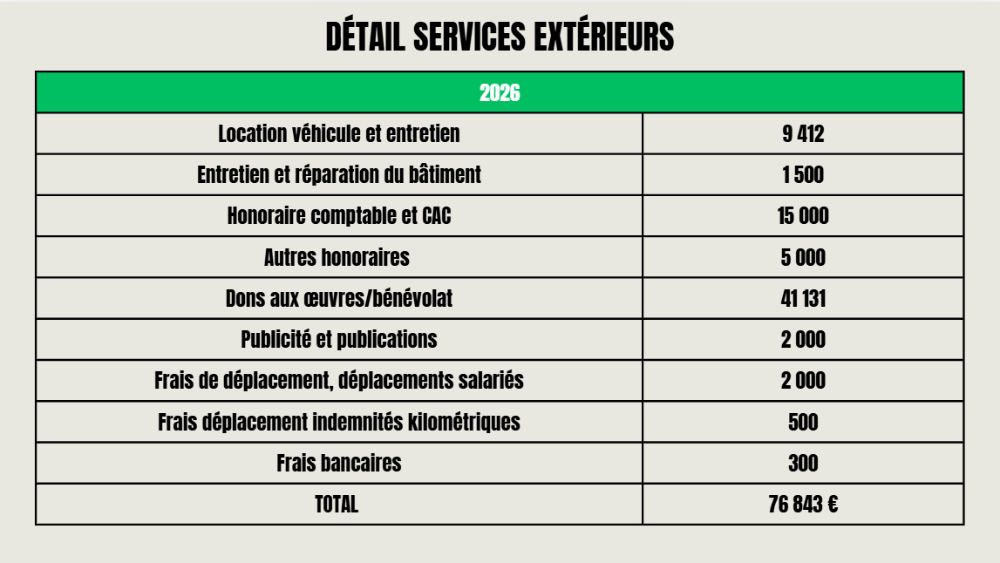 DÉTAIL SERVICES EXTÉRIEURS
2026
Location véhicule et entretien 9 412
Entretien et réparation du bâtiment 1 500
Honoraire comptable et CAC 15 000
Autres honoraires 5 000
Dons aux œuvres/bénévolat 41 131
Publicité et publications 2 000
Frais de déplacement, déplacements salariés 2 000
Frais déplacement indemnités kilométriques 500
Frais bancaires 300
TOTAL 76 843 €